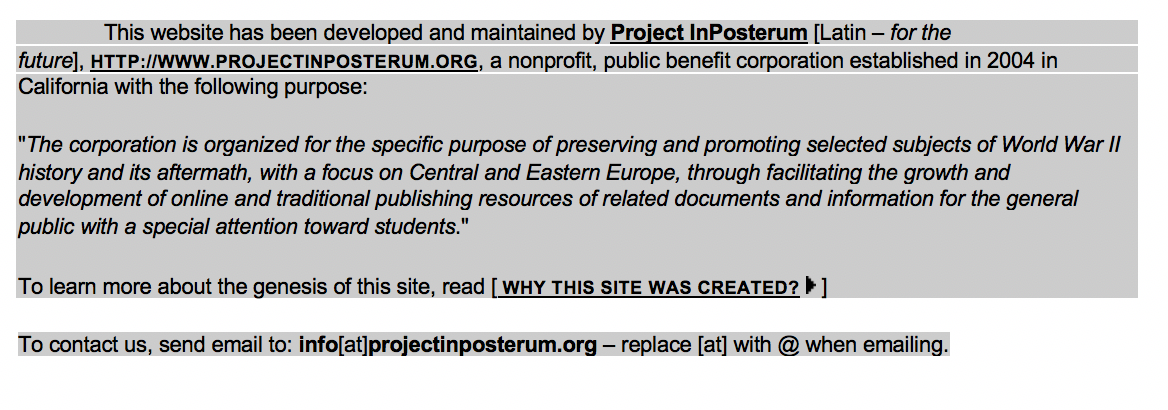 This website has been developed and maintained by Project InPosterum [Latin – for the
future], HTTP://WWW.PROJECTINPOSTERUM.ORG, a nonprofit, public benefit corporation established in 2004 in
California with the following purpose:
"The corporation is organized for the specific purpose of preserving and promoting selected subjects of World War II
history and its aftermath, with a focus on Central and Eastern Europe, through facilitating the growth and
development of online and traditional publishing resources of related documents and information for the general
public with a special attention toward students."
To learn more about the genesis of this site, read [ WHY THIS SITE WAS CREATED? ]
To contact us, send email to: info[at]projectinposterum.org – replace [at] with @ when emailing.